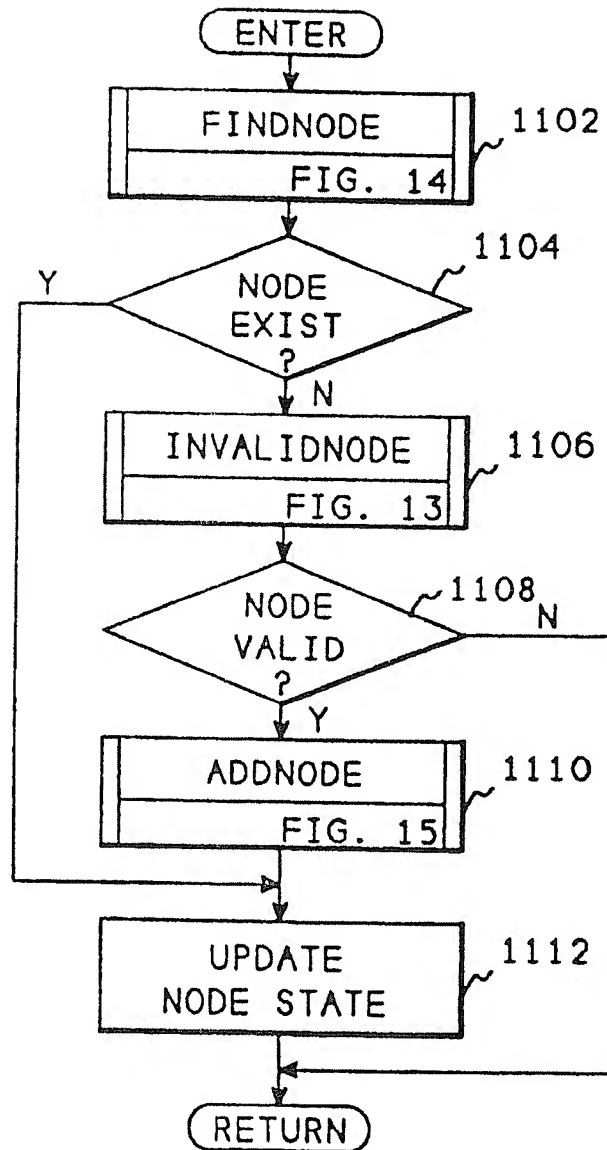 ENTER
FINDNODE
1102
FIG. 14
1104
Y
NODE
EXIST
?
N
INVALIDNODE
1106
FIG. 13
1108
NODE
N
VALID
?
Y
ADDNODE
1110
FIG. 15
UPDATE
1112
NODE STATE
RETURN